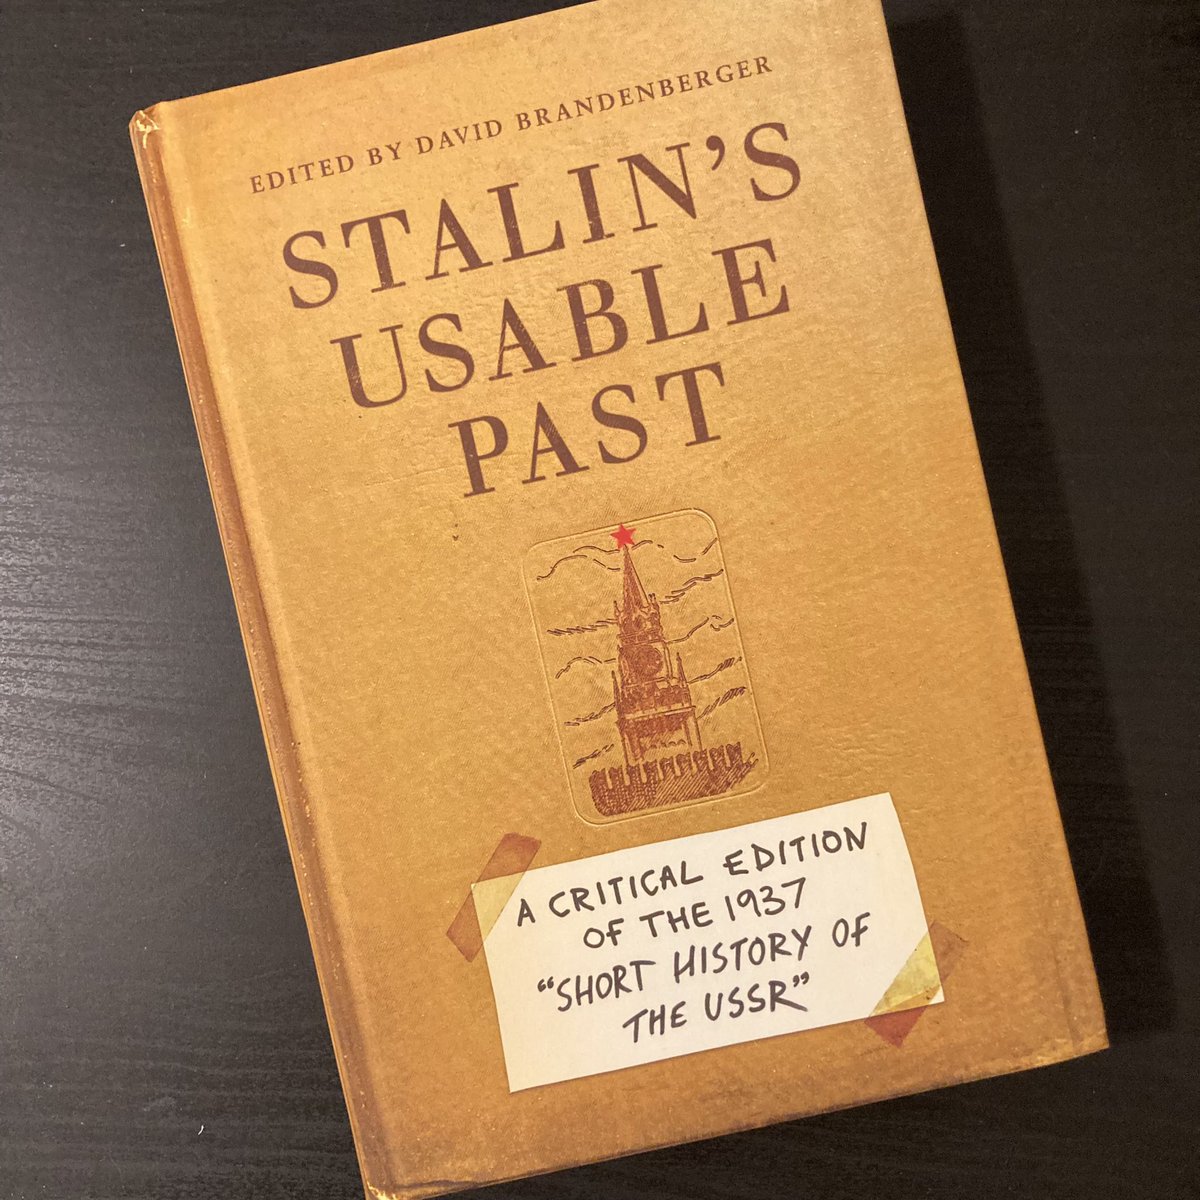 EDITED BY DAVID BRANDENBERGER
STALIN'S
USABLE
PAST
A CRITICAL EDITION
OF THE 1937
“SHORT HISTORY OF
THE USSR”